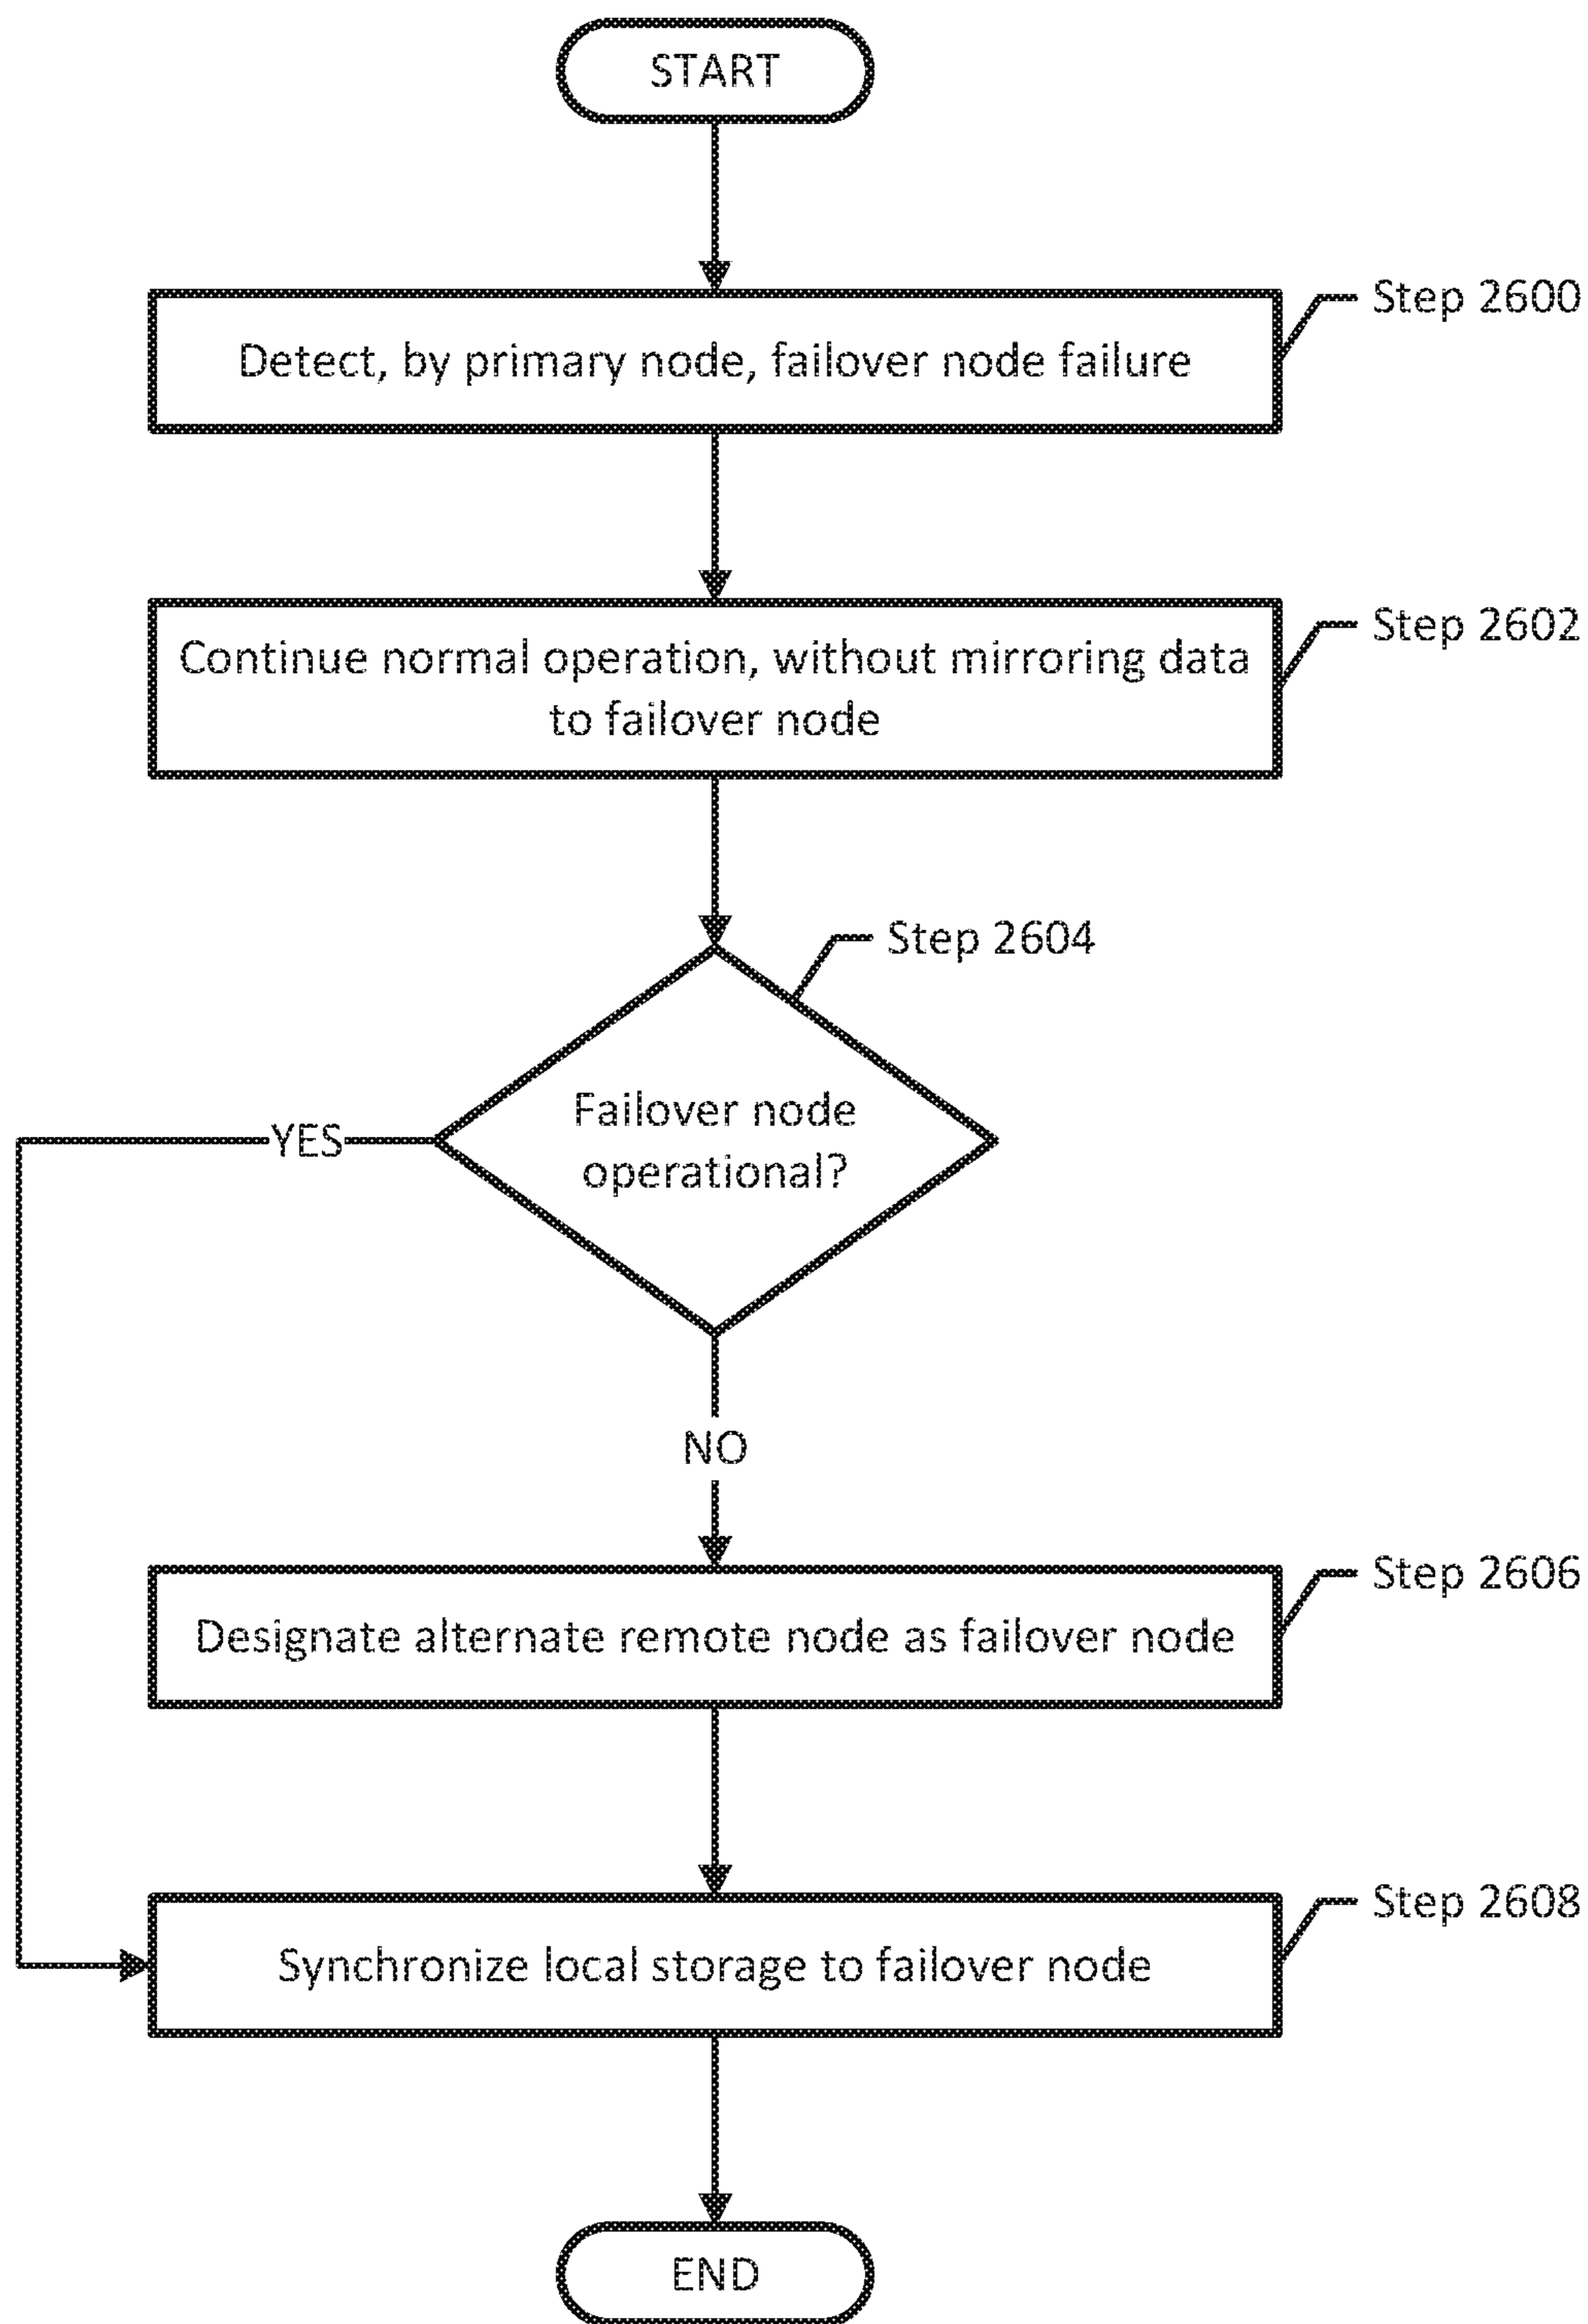 START
Step 2600
Detect, by primary node, failover node failure
Step 2602
Continue normal operation, without mirroring data
to failover node
Step 2604
Failover node
operational?
YES
NO
Step 2606
Designate alternate remote node as failover node
Step 2608
Synchronize local storage to failover node
END